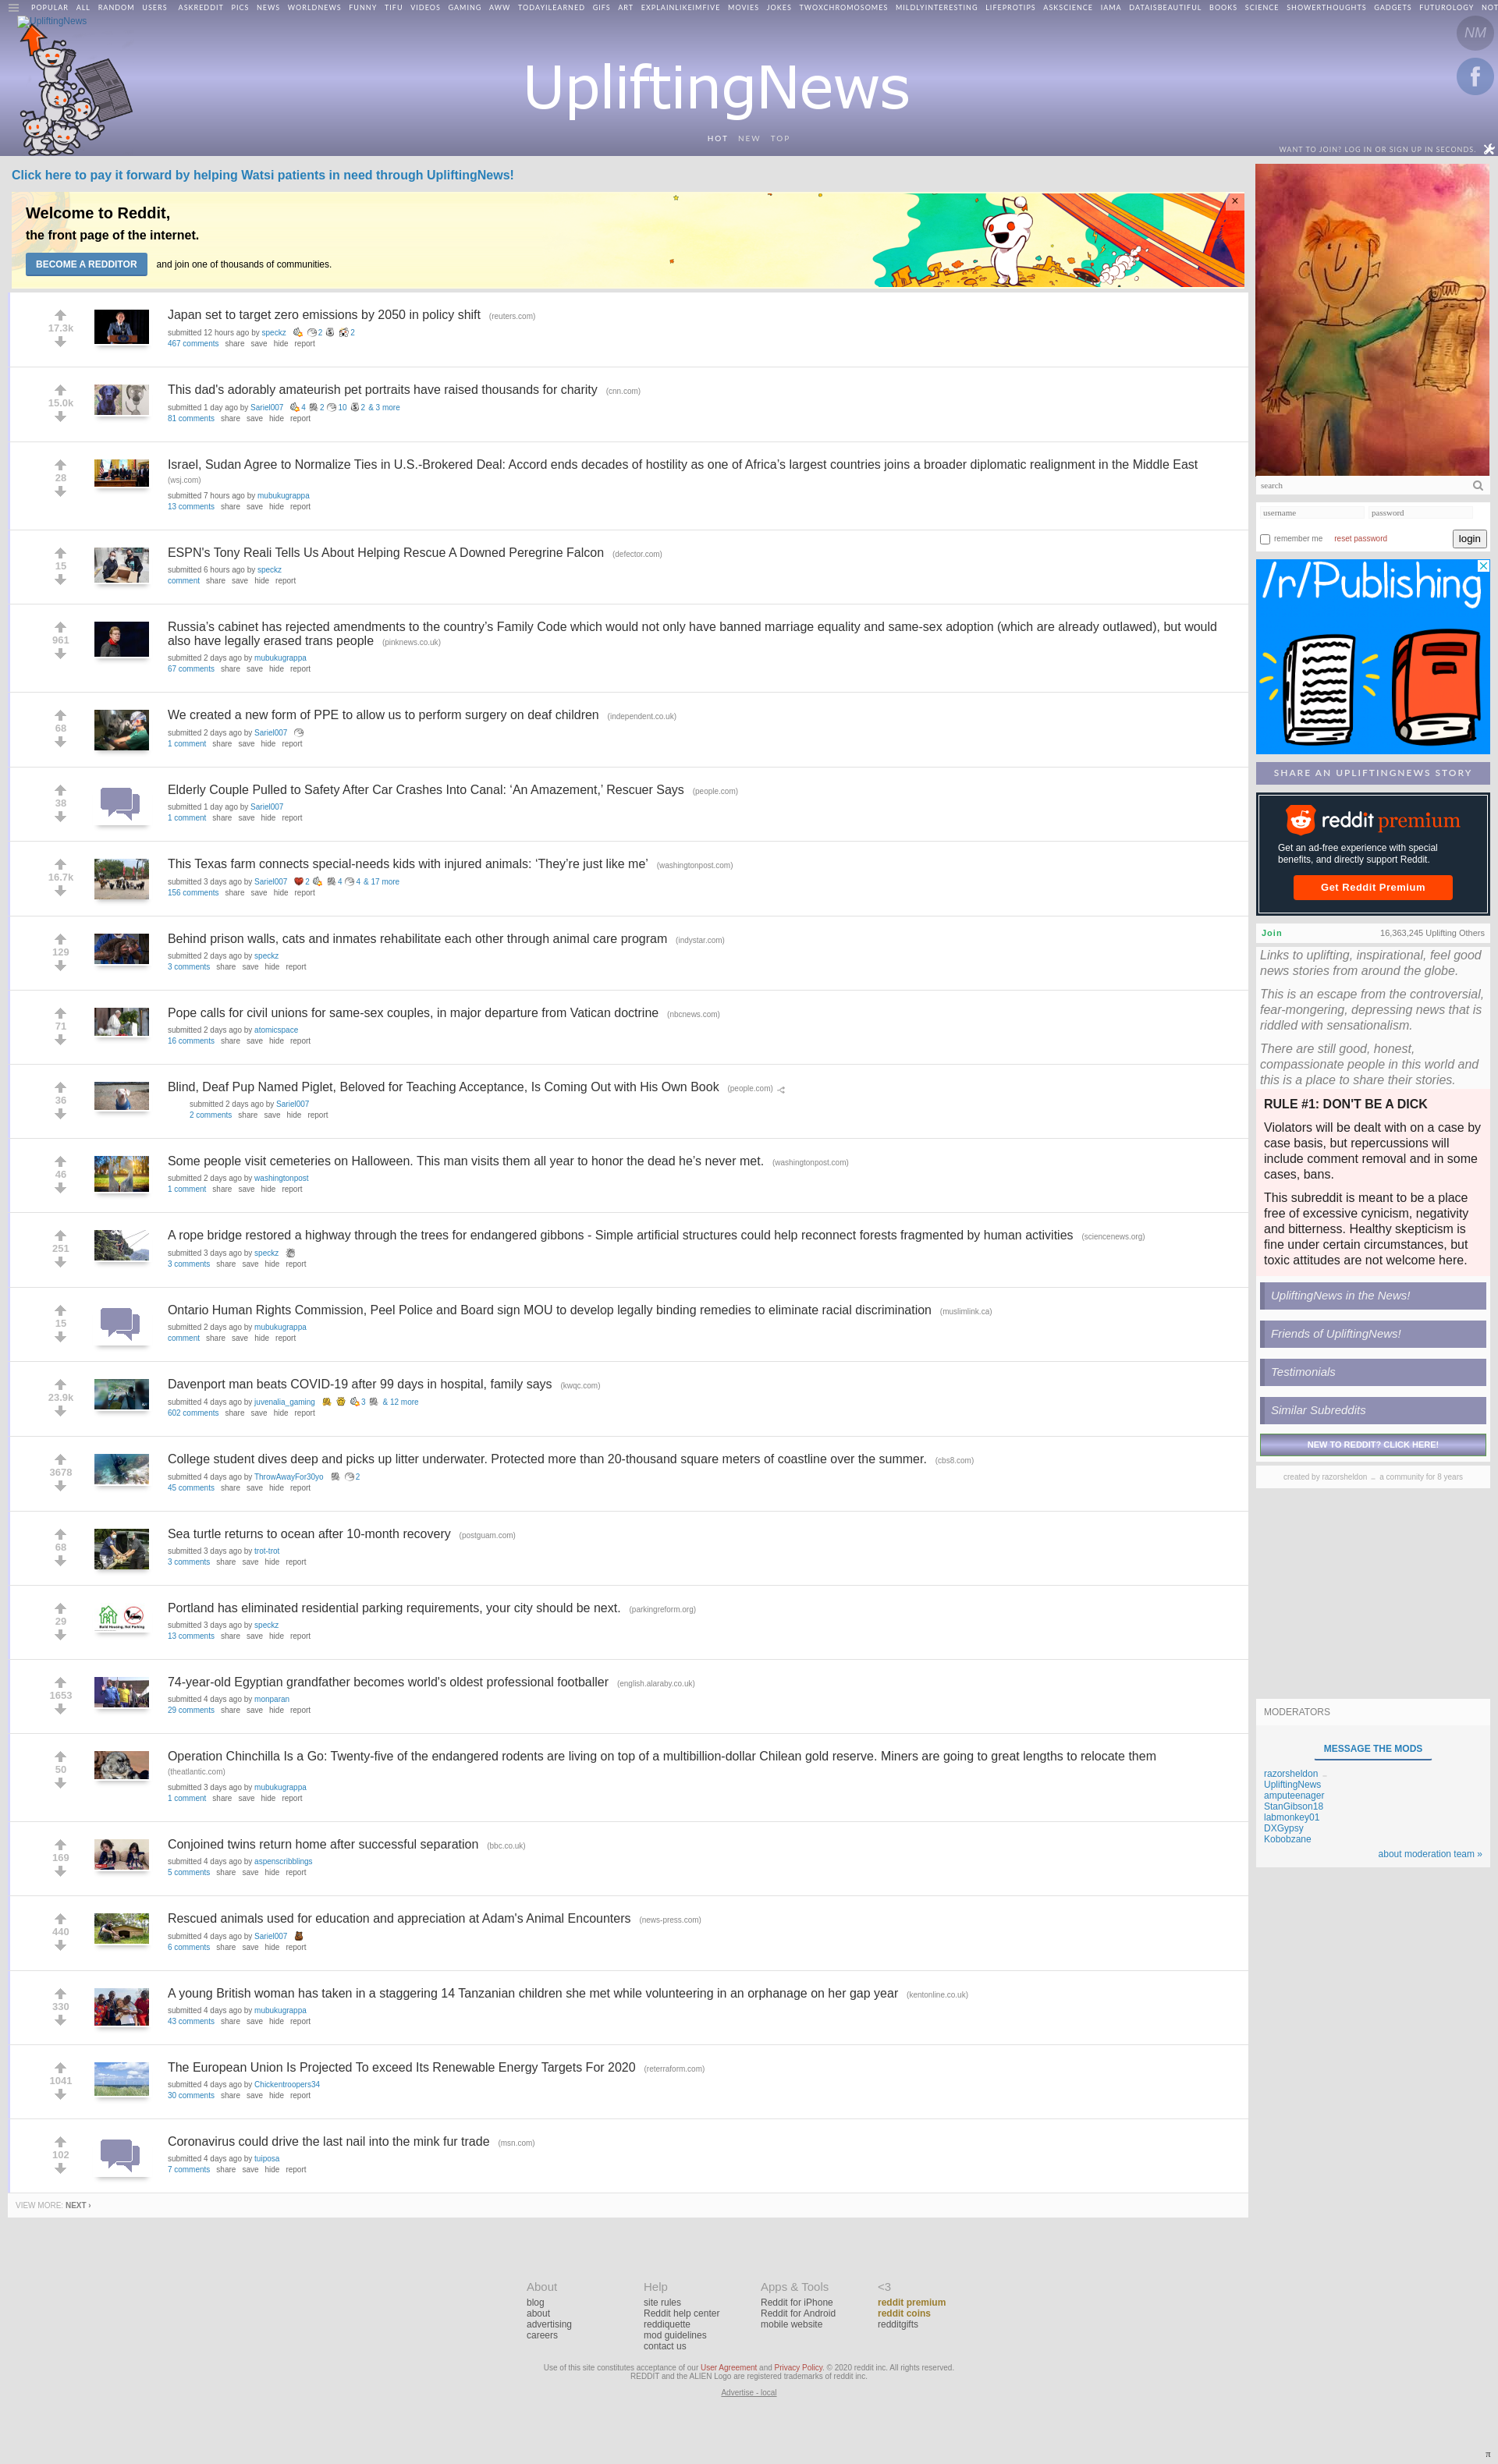 POPULAR ALL RANDOM USERS ASKREDDIT PICS NEWS WORLDNEWS FUNNY TIFU VIDEOS GAMING AWW TODAYILEARNED GIFS ART EXPLAINLIKEIMFIVE MOVIES JOKES TWOXCHROMOSOMES MILDLYINTERESTING LIFEPROTIPS ASKSCIENCE IAMA DATAISBEAUTIFUL BOOKS SCIENCE SHOWERTHOUGHTS GADGETS FUTUROLOGY NOT
UpliftingNews
NM
f
UpliftingNews
HOT NEW TOP
WANT TO JOIN? LOG IN OR SIGN UP IN SECONDS.
Click here to pay it forward by helping Watsi patients in need through UpliftingNews!
Welcome to Reddit,
the front page of the internet.
BECOME A REDDITOR and join one of thousands of communities.
×
17.3k
Japan set to target zero emissions by 2050 in policy shift (reuters.com)
submitted 12 hours ago by speckz 2 2
467 comments share save hide report
15.0k
This dad's adorably amateurish pet portraits have raised thousands for charity (cnn.com)
submitted 1 day ago by Sariel007 4 2 10 2 & 3 more
81 comments share save hide report
28
Israel, Sudan Agree to Normalize Ties in U.S.-Brokered Deal: Accord ends decades of hostility as one of Africa’s largest countries joins a broader diplomatic realignment in the Middle East
(wsj.com)
submitted 7 hours ago by mubukugrappa
13 comments share save hide report
15
ESPN's Tony Reali Tells Us About Helping Rescue A Downed Peregrine Falcon (defector.com)
submitted 6 hours ago by speckz
comment share save hide report
961
Russia’s cabinet has rejected amendments to the country’s Family Code which would not only have banned marriage equality and same-sex adoption (which are already outlawed), but would
also have legally erased trans people (pinknews.co.uk)
submitted 2 days ago by mubukugrappa
67 comments share save hide report
68
We created a new form of PPE to allow us to perform surgery on deaf children (independent.co.uk)
submitted 2 days ago by Sariel007
1 comment share save hide report
38
Elderly Couple Pulled to Safety After Car Crashes Into Canal: ‘An Amazement,’ Rescuer Says (people.com)
submitted 1 day ago by Sariel007
1 comment share save hide report
16.7k
This Texas farm connects special-needs kids with injured animals: ‘They’re just like me’ (washingtonpost.com)
submitted 3 days ago by Sariel007 2 4 4 & 17 more
156 comments share save hide report
129
Behind prison walls, cats and inmates rehabilitate each other through animal care program (indystar.com)
submitted 2 days ago by speckz
3 comments share save hide report
71
Pope calls for civil unions for same-sex couples, in major departure from Vatican doctrine (nbcnews.com)
submitted 2 days ago by atomicspace
16 comments share save hide report
36
Blind, Deaf Pup Named Piglet, Beloved for Teaching Acceptance, Is Coming Out with His Own Book (people.com)
submitted 2 days ago by Sariel007
2 comments share save hide report
46
Some people visit cemeteries on Halloween. This man visits them all year to honor the dead he’s never met. (washingtonpost.com)
submitted 2 days ago by washingtonpost
1 comment share save hide report
251
A rope bridge restored a highway through the trees for endangered gibbons - Simple artificial structures could help reconnect forests fragmented by human activities (sciencenews.org)
submitted 3 days ago by speckz
3 comments share save hide report
15
Ontario Human Rights Commission, Peel Police and Board sign MOU to develop legally binding remedies to eliminate racial discrimination (muslimlink.ca)
submitted 2 days ago by mubukugrappa
comment share save hide report
23.9k
Davenport man beats COVID-19 after 99 days in hospital, family says (kwqc.com)
submitted 4 days ago by juvenalia_gaming 3 & 12 more
602 comments share save hide report
3678
College student dives deep and picks up litter underwater. Protected more than 20-thousand square meters of coastline over the summer. (cbs8.com)
submitted 4 days ago by ThrowAwayFor30yo 2
45 comments share save hide report
68
Sea turtle returns to ocean after 10-month recovery (postguam.com)
submitted 3 days ago by trot-trot
3 comments share save hide report
29
Build Housing, Not Parking
Portland has eliminated residential parking requirements, your city should be next. (parkingreform.org)
submitted 3 days ago by speckz
13 comments share save hide report
1653
74-year-old Egyptian grandfather becomes world's oldest professional footballer (english.alaraby.co.uk)
submitted 4 days ago by monparan
29 comments share save hide report
50
Operation Chinchilla Is a Go: Twenty-five of the endangered rodents are living on top of a multibillion-dollar Chilean gold reserve. Miners are going to great lengths to relocate them
(theatlantic.com)
submitted 3 days ago by mubukugrappa
1 comment share save hide report
169
Conjoined twins return home after successful separation (bbc.co.uk)
submitted 4 days ago by aspenscribblings
5 comments share save hide report
440
Rescued animals used for education and appreciation at Adam's Animal Encounters (news-press.com)
submitted 4 days ago by Sariel007
6 comments share save hide report
330
A young British woman has taken in a staggering 14 Tanzanian children she met while volunteering in an orphanage on her gap year (kentonline.co.uk)
submitted 4 days ago by mubukugrappa
43 comments share save hide report
1041
The European Union Is Projected To exceed Its Renewable Energy Targets For 2020 (reterraform.com)
submitted 4 days ago by Chickentroopers34
30 comments share save hide report
102
Coronavirus could drive the last nail into the mink fur trade (msn.com)
submitted 4 days ago by tuiposa
7 comments share save hide report
VIEW MORE: NEXT ›
search
username password
remember me reset password login
/r/Publishing
SHARE AN UPLIFTINGNEWS STORY
reddit premium
Get an ad-free experience with special
benefits, and directly support Reddit.
Get Reddit Premium
Join 16,363,245 Uplifting Others
Links to uplifting, inspirational, feel good
news stories from around the globe.
This is an escape from the controversial,
fear-mongering, depressing news that is
riddled with sensationalism.
There are still good, honest,
compassionate people in this world and
this is a place to share their stories.
RULE #1: DON'T BE A DICK
Violators will be dealt with on a case by
case basis, but repercussions will
include comment removal and in some
cases, bans.
This subreddit is meant to be a place
free of excessive cynicism, negativity
and bitterness. Healthy skepticism is
fine under certain circumstances, but
toxic attitudes are not welcome here.
UpliftingNews in the News!
Friends of UpliftingNews!
Testimonials
Similar Subreddits
NEW TO REDDIT? CLICK HERE!
created by razorsheldon a community for 8 years
MODERATORS
MESSAGE THE MODS
razorsheldon
UpliftingNews
amputeenager
StanGibson18
labmonkey01
DXGypsy
Kobobzane
about moderation team »
About
blog
about
advertising
careers
Help
site rules
Reddit help center
reddiquette
mod guidelines
contact us
Apps & Tools
Reddit for iPhone
Reddit for Android
mobile website
<3
reddit premium
reddit coins
redditgifts
Use of this site constitutes acceptance of our User Agreement and Privacy Policy. © 2020 reddit inc. All rights reserved.
REDDIT and the ALIEN Logo are registered trademarks of reddit inc.
Advertise - local
π